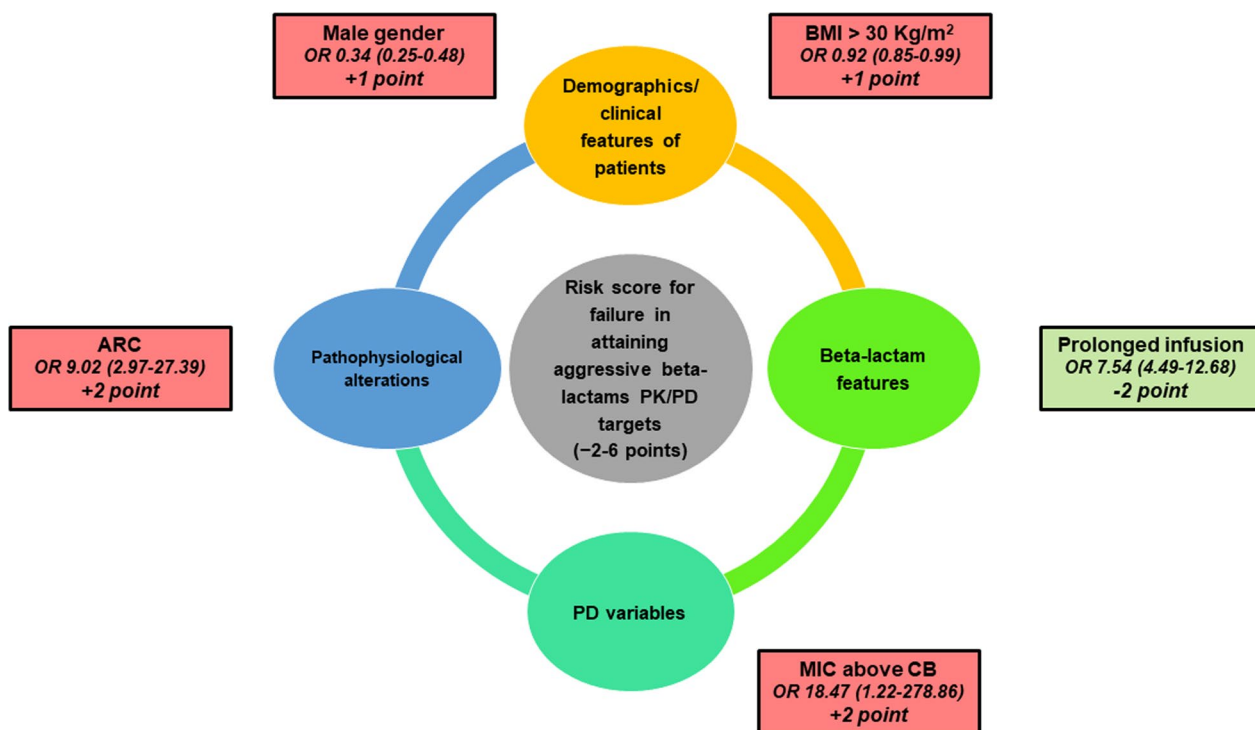 Male gender
OR 0.34 (0.25-0.48)
+1 point
BMI > 30 Kg/m²
OR 0.92 (0.85-0.99)
+1 point
Demographics/
clinical
features of
patients
ARC
OR 9.02 (2.97-27.39)
+2 point
Pathophysiological
alterations
Risk score for
failure in
attaining
aggressive beta-
lactams PK/PD
targets
(−2-6 points)
Beta-lactam
features
Prolonged infusion
OR 7.54 (4.49-12.68)
-2 point
PD variables
MIC above CB
OR 18.47 (1.22-278.86)
+2 point